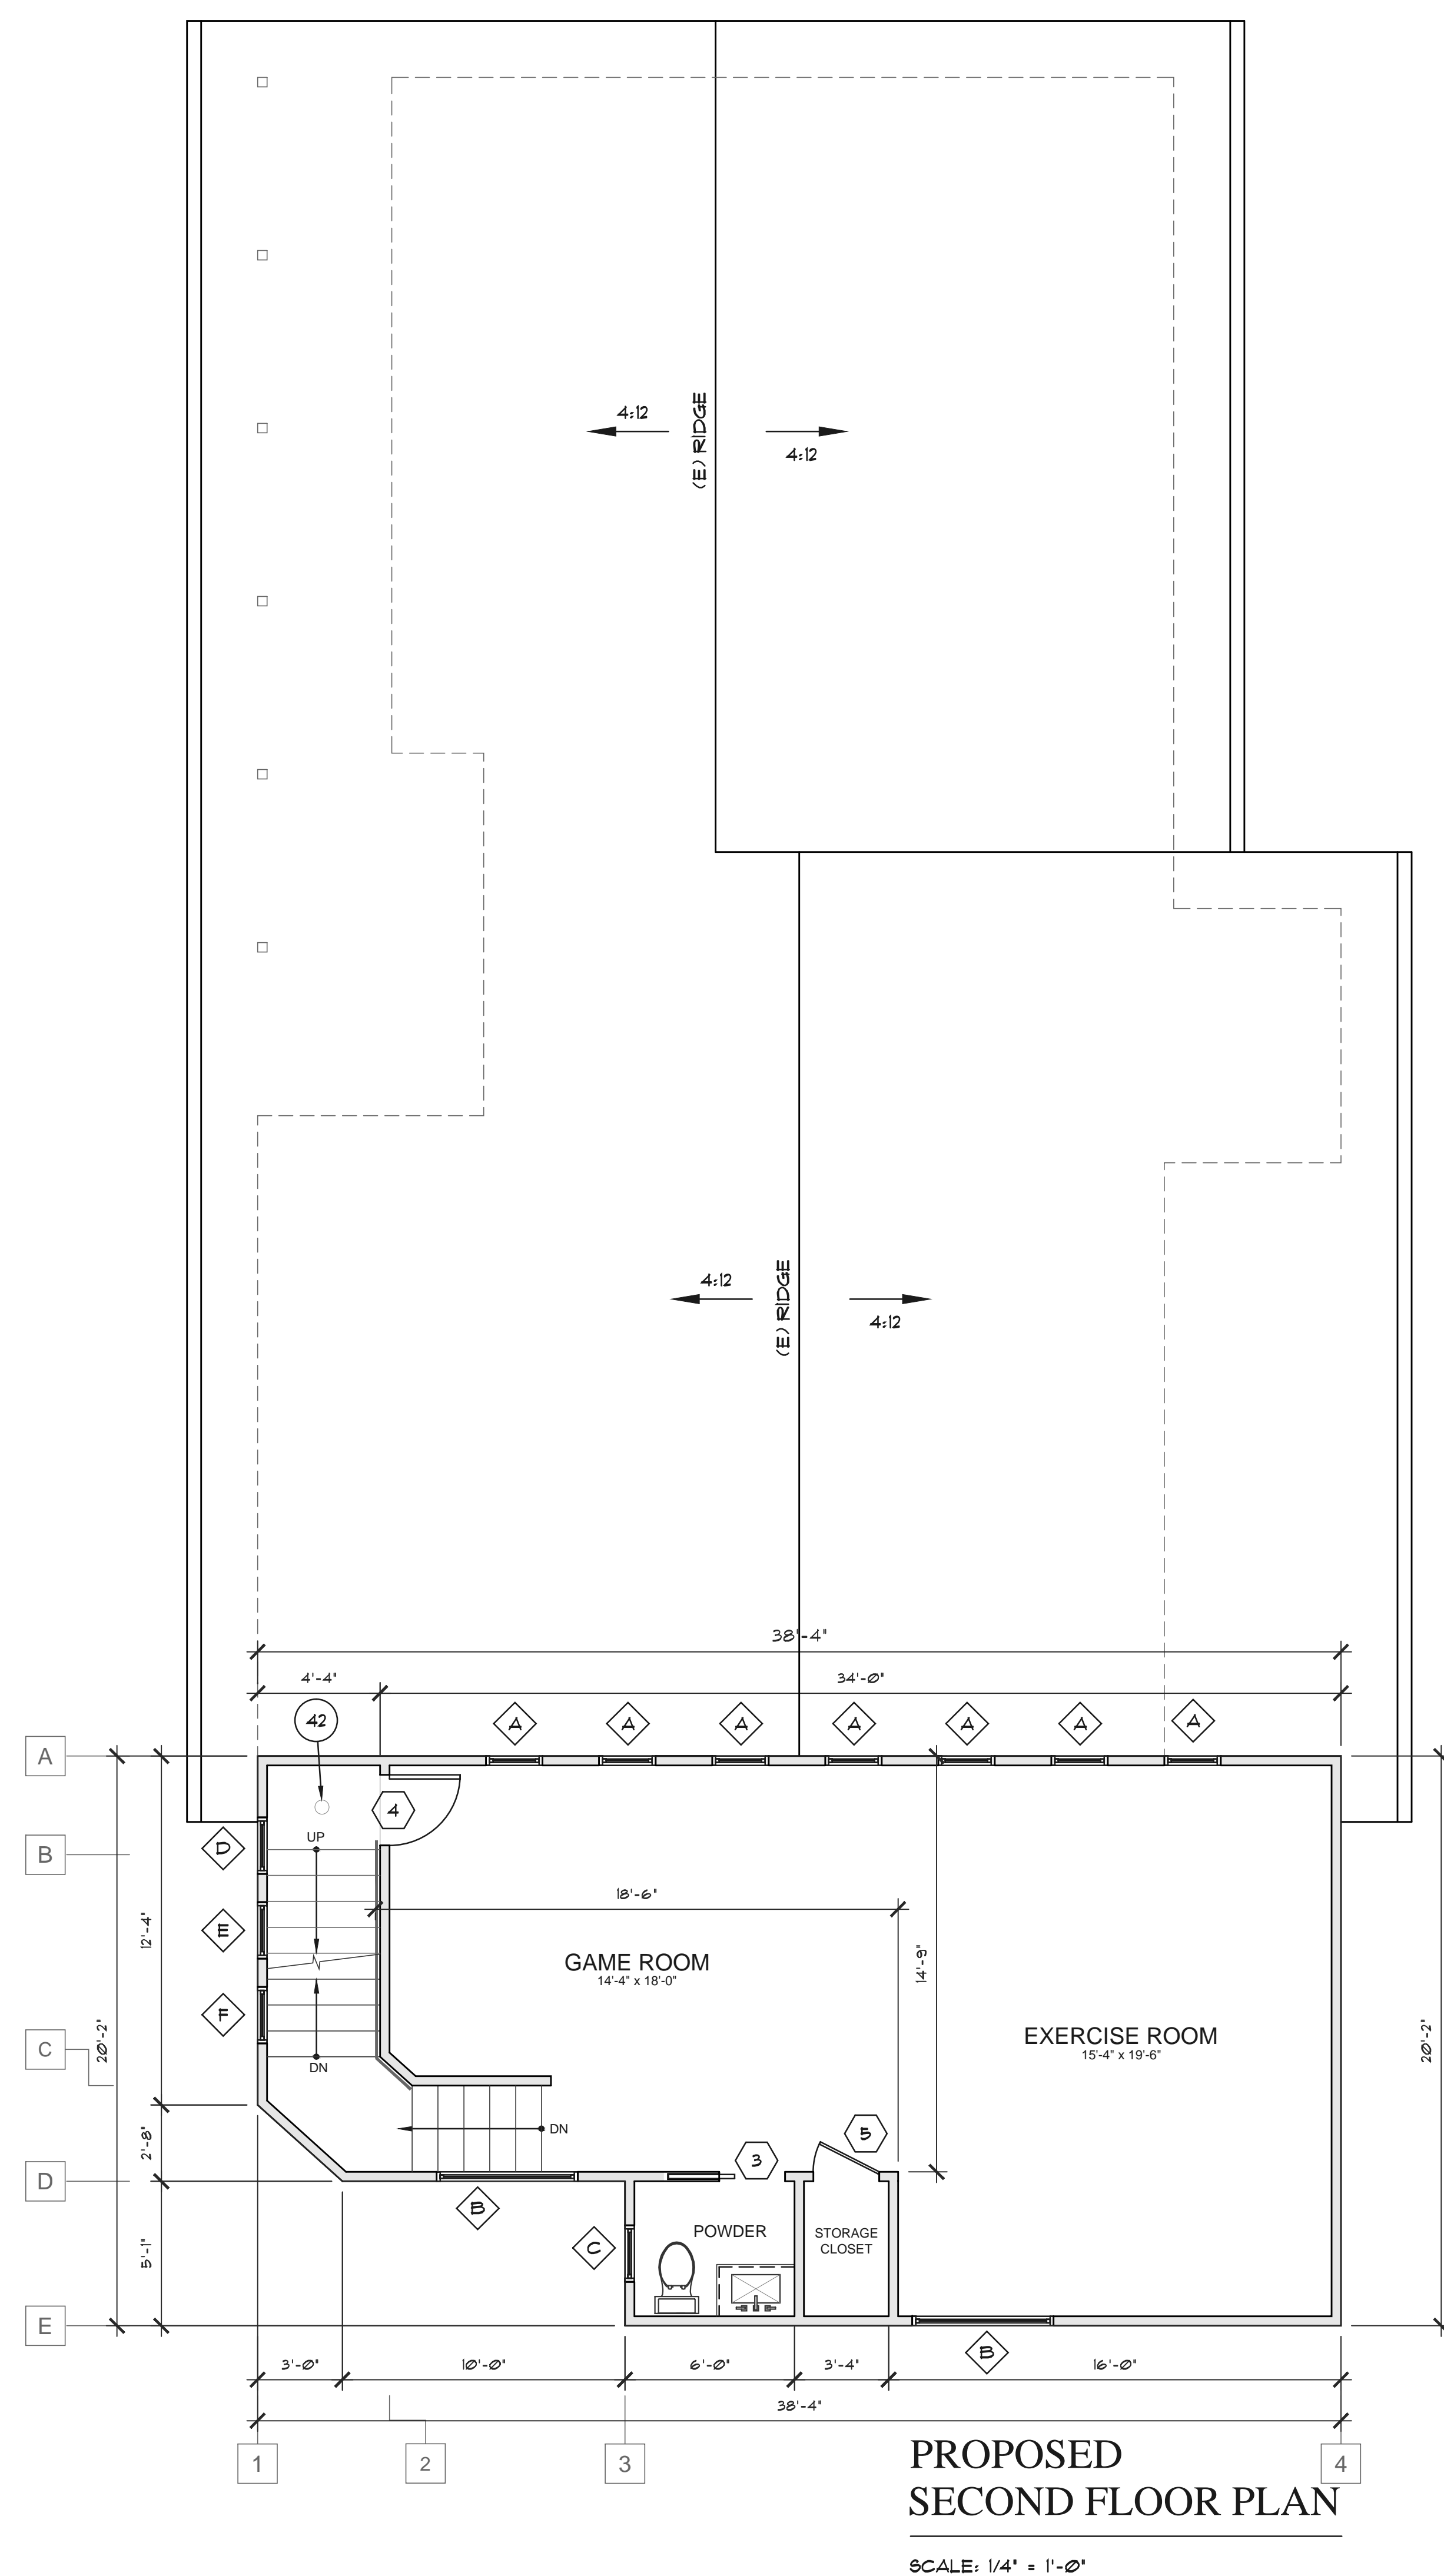 4:12
(E) RIDGE
4:12
4:12
(E) RIDGE
4:12
38'-4"
4'-4"
34'-0"
42
A
A
A
A
A
A
A
A
4
UP
B
D
18'-6"
12'-4"
E
14'-9"
GAME ROOM
14'-4" x 18'-0"
F
EXERCISE ROOM
15'-4" x 19'-6"
20'-2"
20'-2"
C
DN
DN
5
2'-8"
3
D
B
POWDER
STORAGE
CLOSET
C
5'-1"
E
B
3'-0"
10'-0"
6'-0"
3'-4"
16'-0"
38'-4"
1
2
3
4
PROPOSED
SECOND FLOOR PLAN
SCALE: 1/4" = 1'-0"